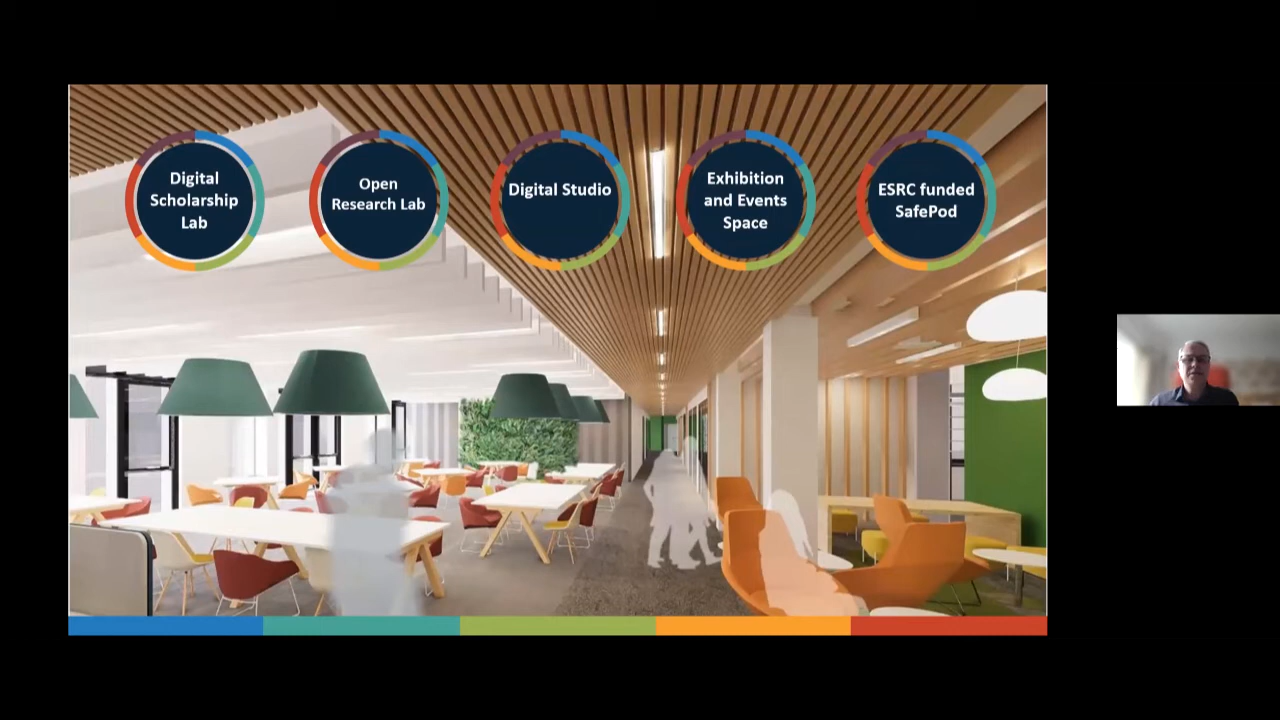 Digital
Scholarship
Lab
Open
Research Lab
Digital Studio
Exhibition
and Events
Space
ESRC funded
SafePod